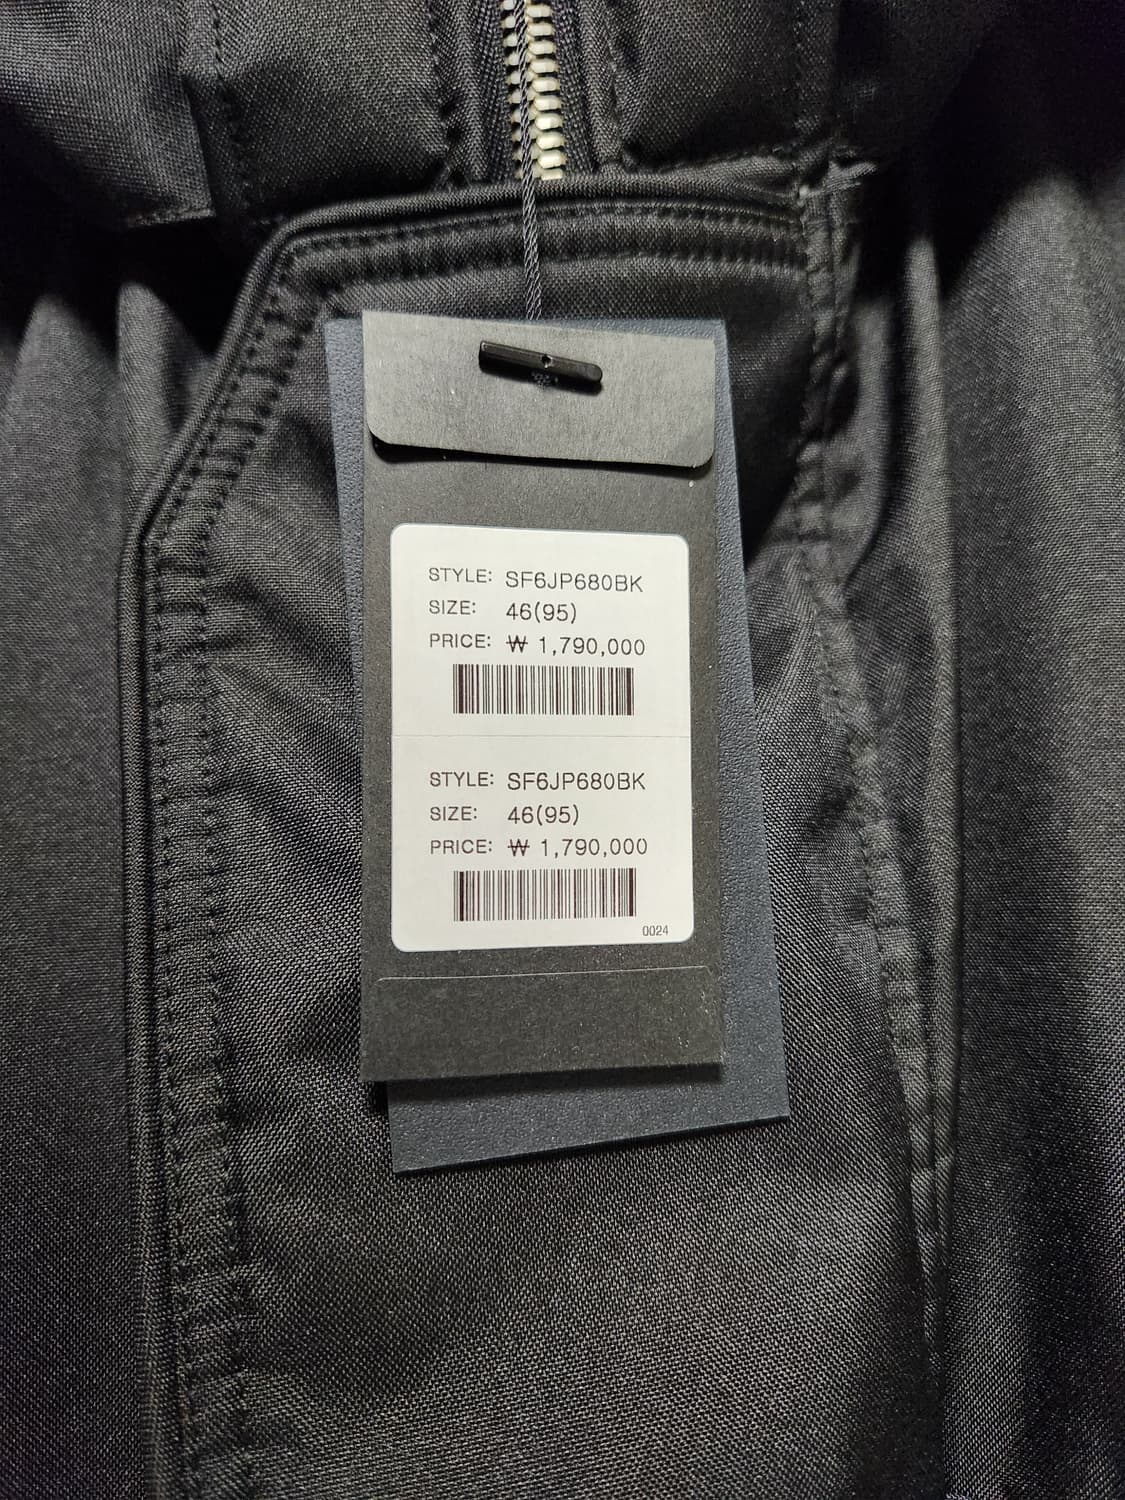 STYLE: SF6JP680BK
SIZE: 46(95)
PRICE: ₩ 1,790,000
STYLE: SF6JP680BK
SIZE: 46(95)
PRICE: ₩ 1,790,000
0024